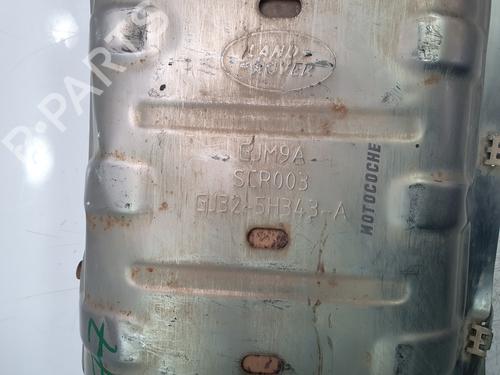 LAND
ROVER
B-PARTS
GJM9A
SCR003
GJ32-5H343-A
MOTOCOCHE